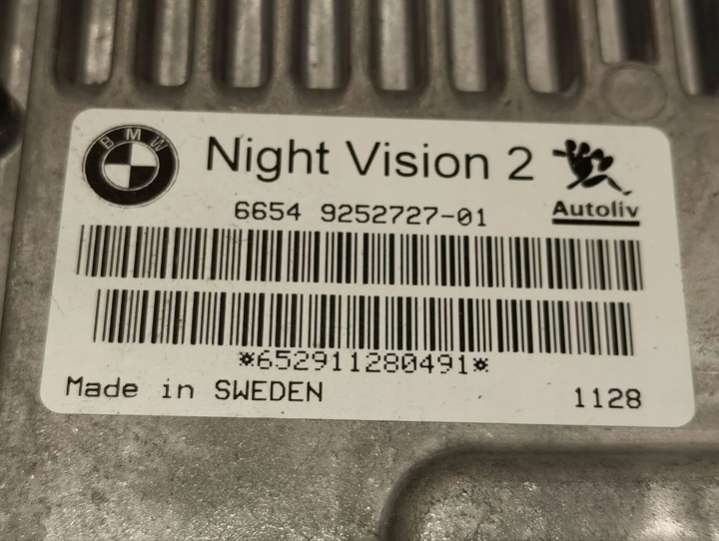 BMW
Night Vision 2
6654 9252727-01
Autoliv
*652911280491*
Made in SWEDEN
1128